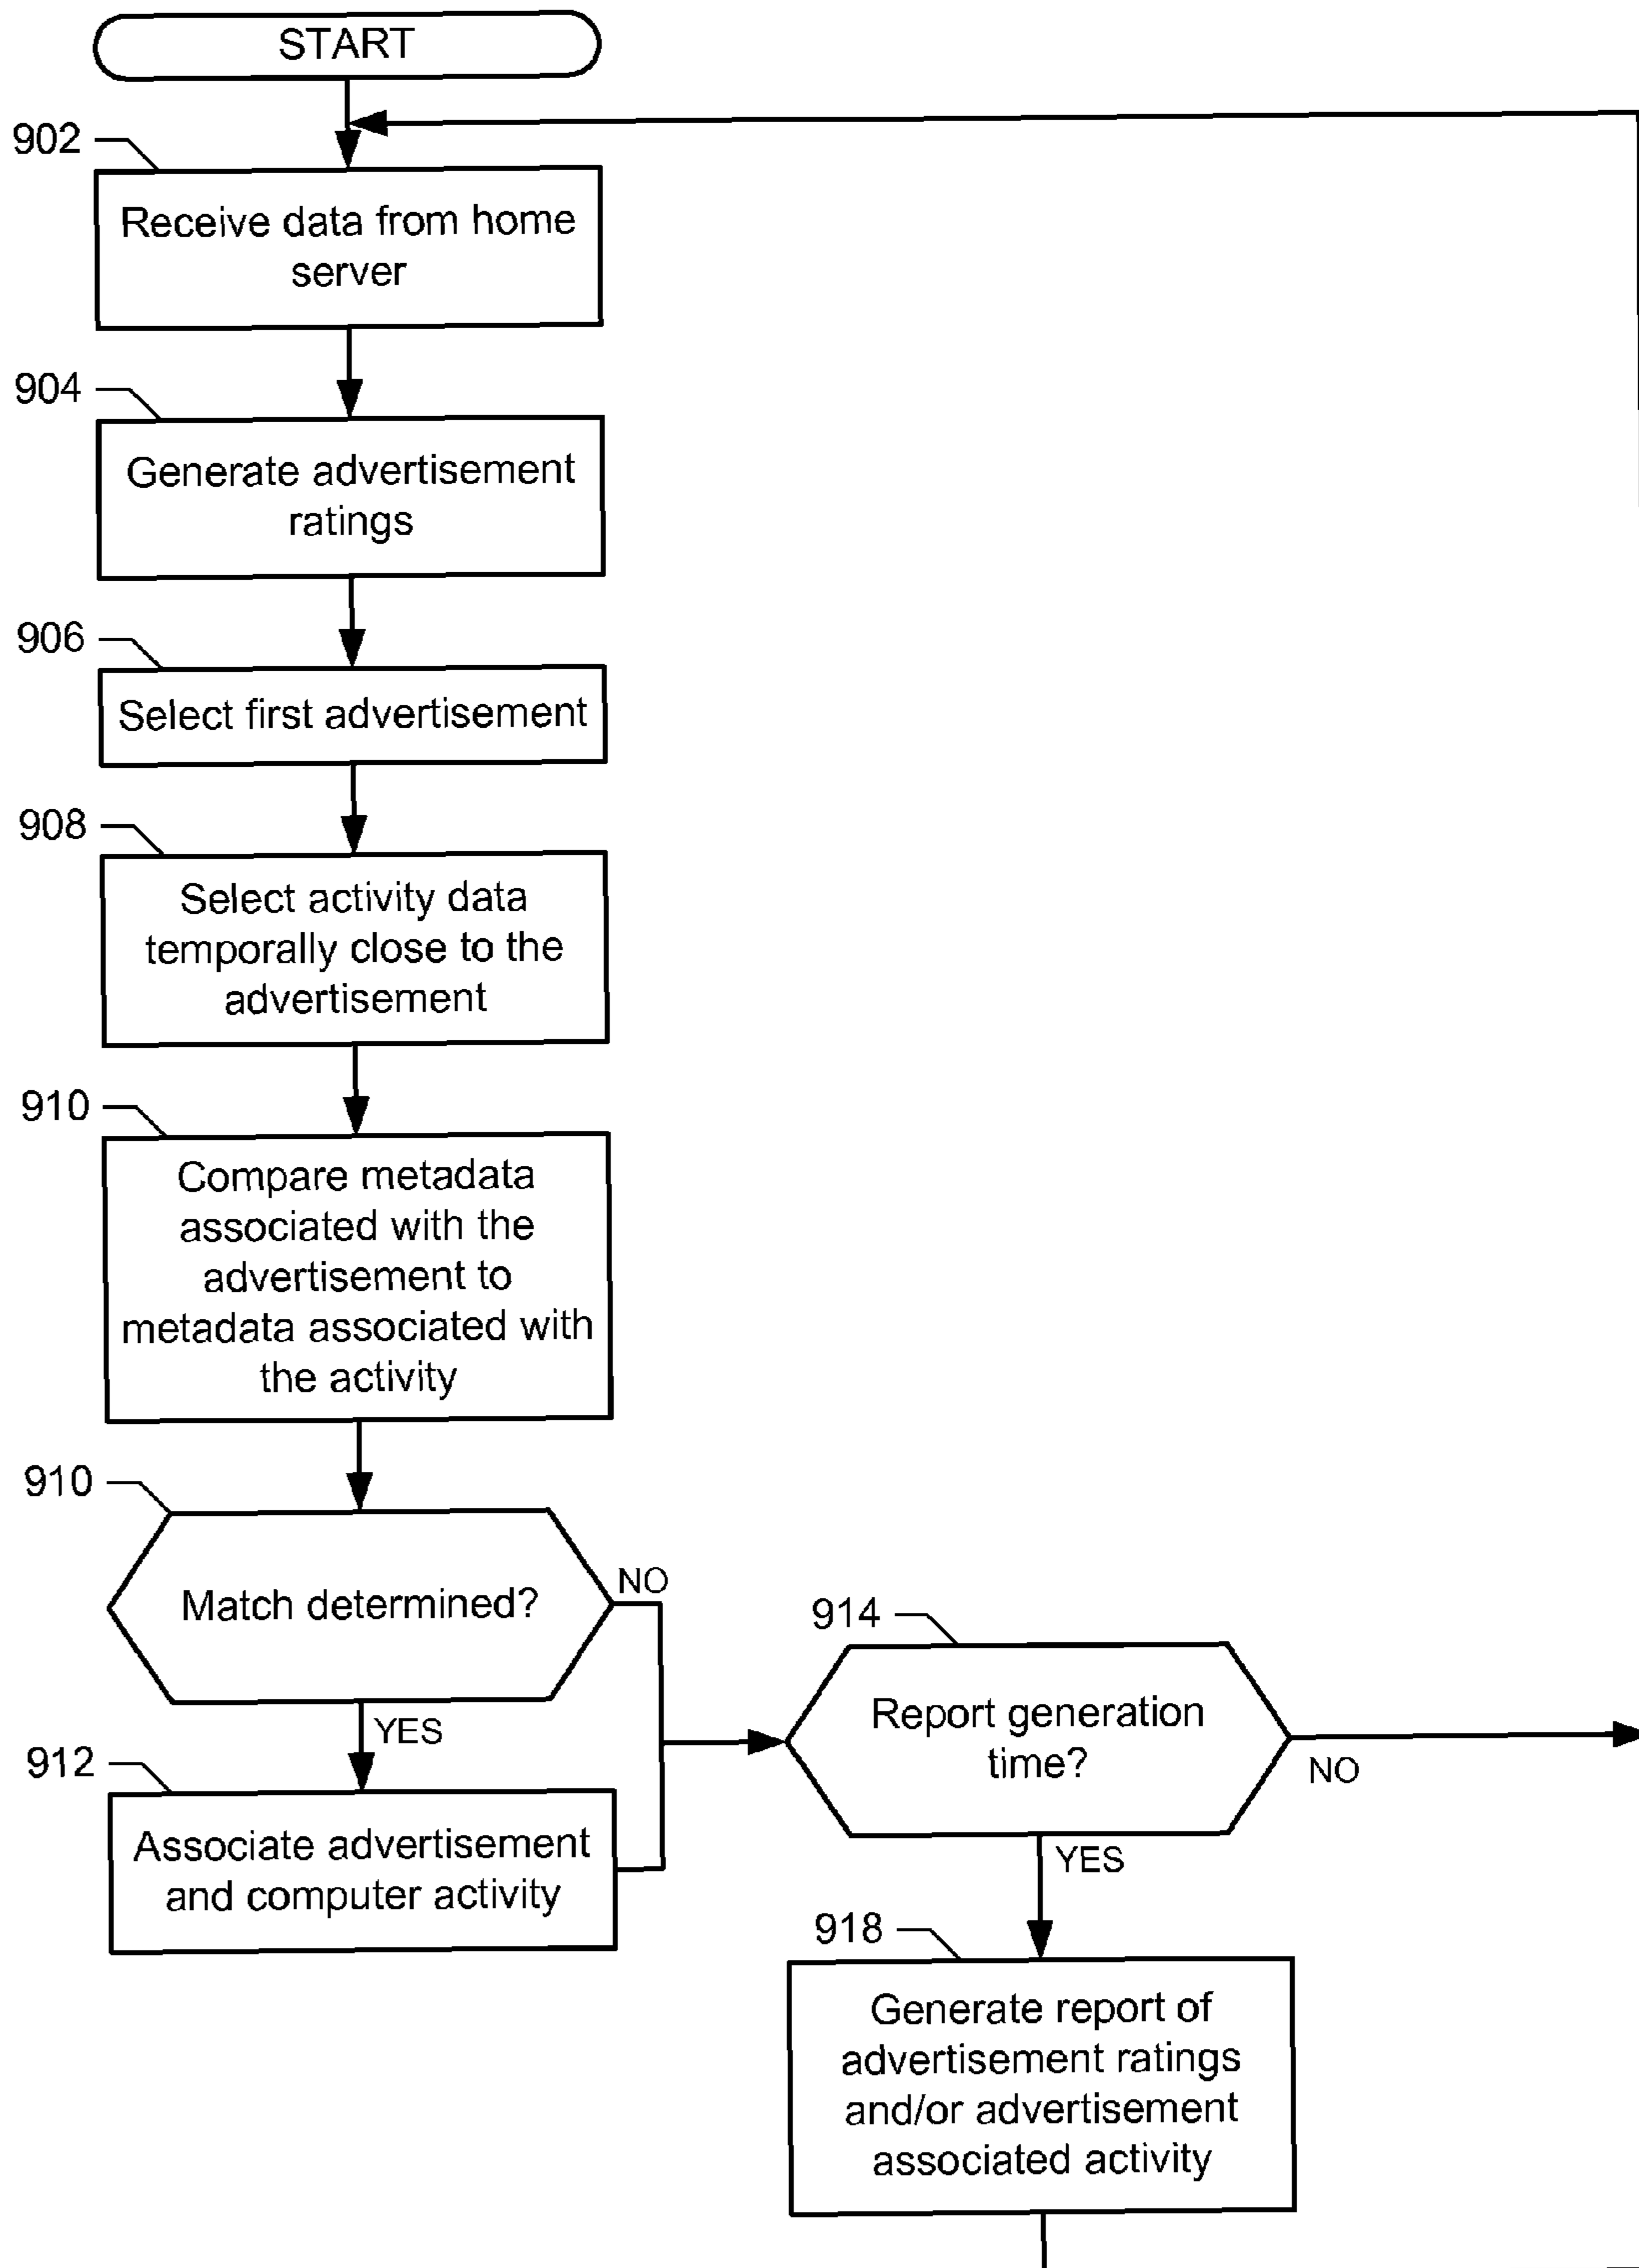 START
902
Receive data from home
server
904
Generate advertisement
ratings
906
Select first advertisement
908
Select activity data
temporally close to the
advertisement
910
Compare metadata
associated with the
advertisement to
metadata associated with
the activity
910
Match determined?
NO
YES
912
Associate advertisement
and computer activity
914
Report generation
time?
NO
YES
918
Generate report of
advertisement ratings
and/or advertisement
associated activity